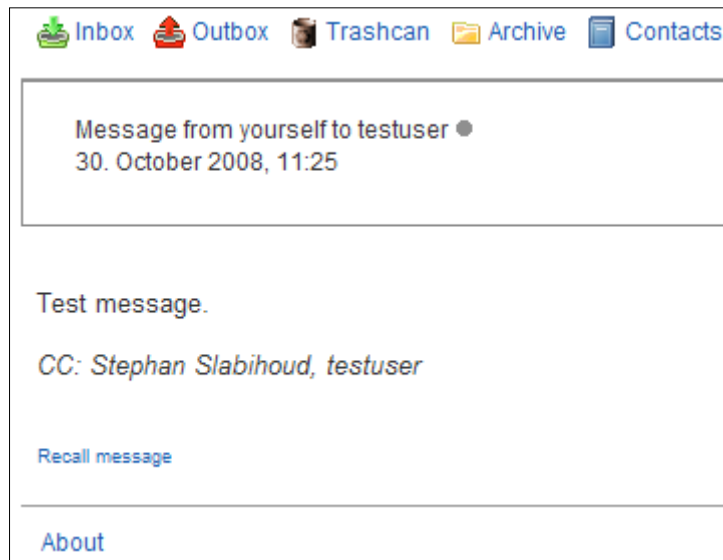 Inbox Outbox Trashcan Archive Contacts
Message from yourself to testuser
30. October 2008, 11:25
Test message.
CC: Stephan Slabihoud, testuser
Recall message
About